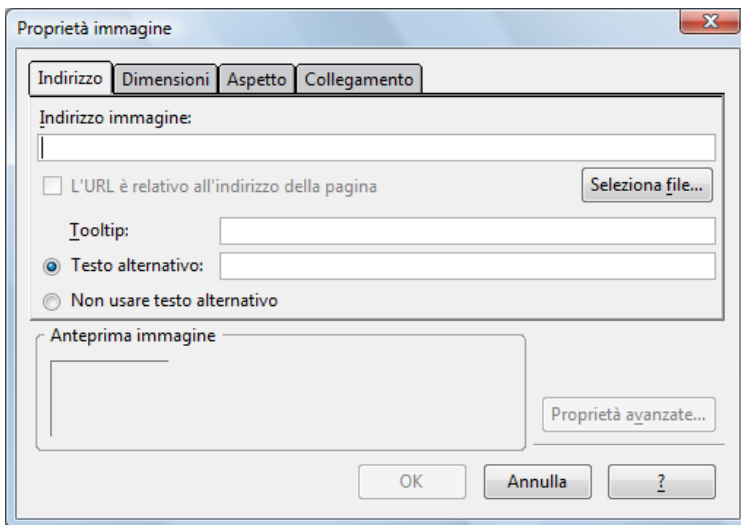 Proprietà immagine
Indirizzo Dimensioni Aspetto Collegamento
Indirizzo immagine:
L'URL è relativo all'indirizzo della pagina Seleziona file...
Tooltip:
Testo alternativo:
Non usare testo alternativo
Anteprima immagine
Proprietà avanzate...
OK Annulla ?